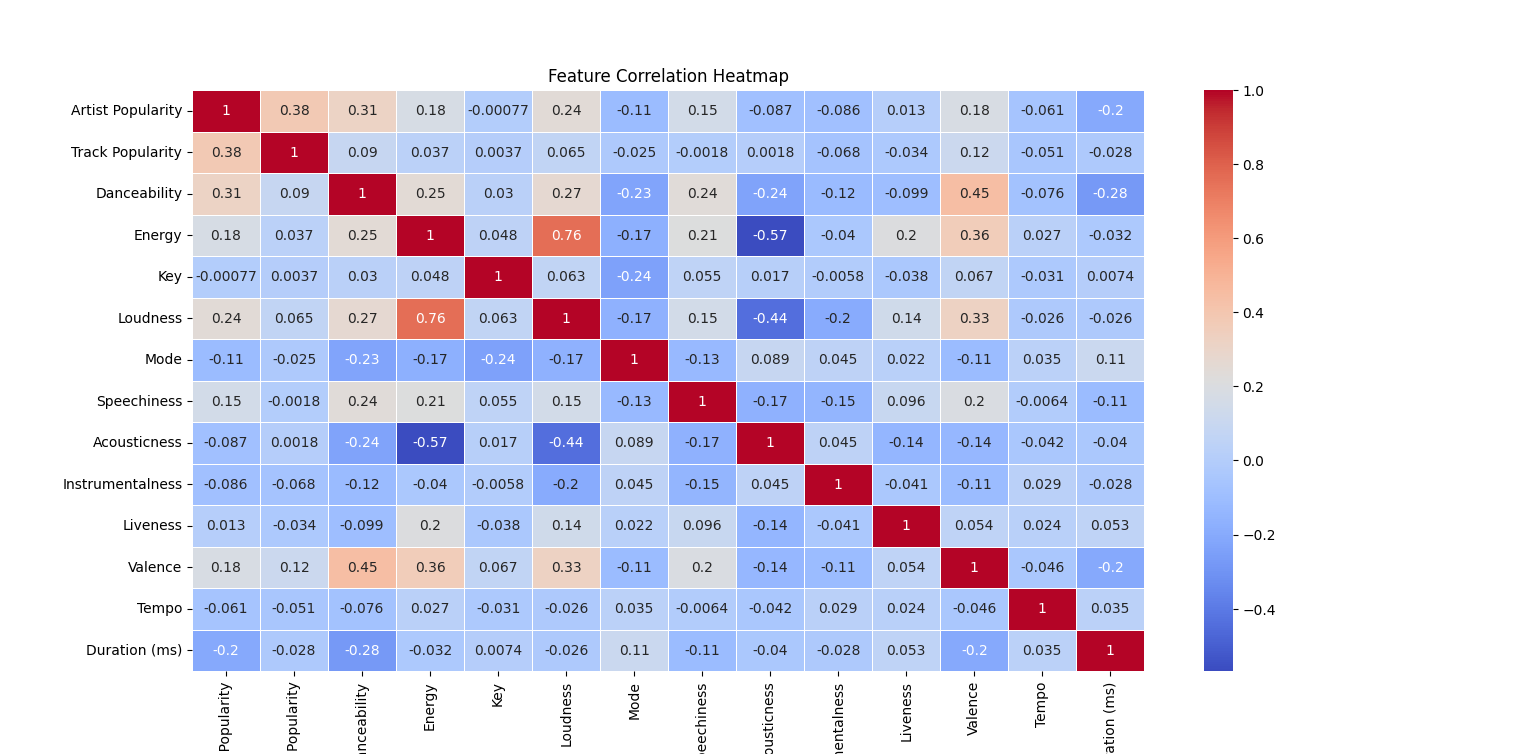 Feature Correlation Heatmap
Artist Popularity 1 0.38 0.31 0.18 -0.00077 0.24 -0.11 0.15 -0.087 -0.086 0.013 0.18 -0.061 -0.2
Track Popularity 0.38 1 0.09 0.037 0.0037 0.065 -0.025 -0.0018 0.0018 -0.068 -0.034 0.12 -0.051 -0.028
Danceability 0.31 0.09 1 0.25 0.03 0.27 -0.23 0.24 -0.24 -0.12 -0.099 0.45 -0.076 -0.28
Energy 0.18 0.037 0.25 1 0.048 0.76 -0.17 0.21 -0.57 -0.04 0.2 0.36 0.027 -0.032
Key -0.00077 0.0037 0.03 0.048 1 0.063 -0.24 0.055 0.017 -0.0058 -0.038 0.067 -0.031 0.0074
Loudness 0.24 0.065 0.27 0.76 0.063 1 -0.17 0.15 -0.44 -0.2 0.14 0.33 -0.026 -0.026
Mode -0.11 -0.025 -0.23 -0.17 -0.24 -0.17 1 -0.13 0.089 0.045 0.022 -0.11 0.035 0.11
Speechiness 0.15 -0.0018 0.24 0.21 0.055 0.15 -0.13 1 -0.17 -0.15 0.096 0.2 -0.0064 -0.11
Acousticness -0.087 0.0018 -0.24 -0.57 0.017 -0.44 0.089 -0.17 1 0.045 -0.14 -0.14 -0.042 -0.04
Instrumentalness -0.086 -0.068 -0.12 -0.04 -0.0058 -0.2 0.045 -0.15 0.045 1 -0.041 -0.11 0.029 -0.028
Liveness 0.013 -0.034 -0.099 0.2 -0.038 0.14 0.022 0.096 -0.14 -0.041 1 0.054 0.024 0.053
Valence 0.18 0.12 0.45 0.36 0.067 0.33 -0.11 0.2 -0.14 -0.11 0.054 1 -0.046 -0.2
Tempo -0.061 -0.051 -0.076 0.027 -0.031 -0.026 0.035 -0.0064 -0.042 0.029 0.024 -0.046 1 0.035
Duration (ms) -0.2 -0.028 -0.28 -0.032 0.0074 -0.026 0.11 -0.11 -0.04 -0.028 0.053 -0.2 0.035 1
Popularity
Popularity
anceability
Energy
Key
Loudness
Mode
eechiness
ousticness
mentalness
Liveness
Valence
Tempo
ation (ms)
1.0
0.8
0.6
0.4
0.2
0.0
−0.2
−0.4